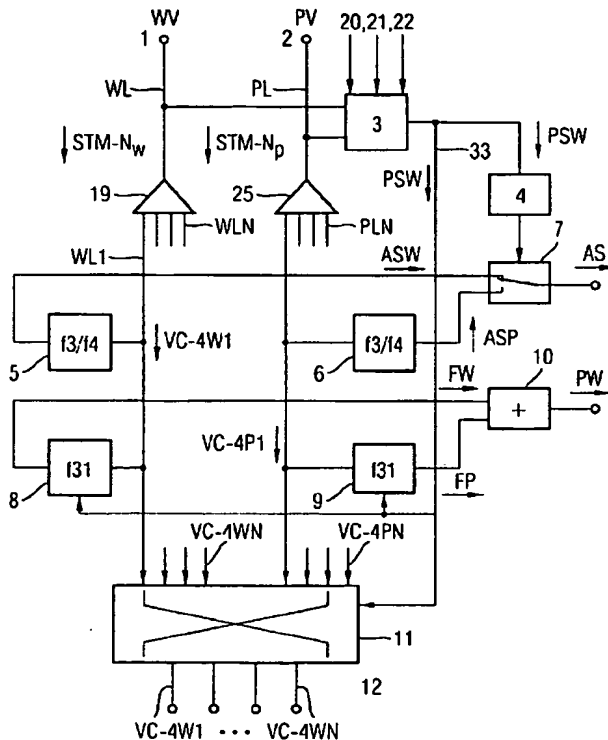 WV PV
1 2 20,21,22
WL PL
3
STM-Nw STM-Np 33 PSW
PSW
19 25 4
WLN PLN 7
WL1 ASW AS
f3/f4 VC-4W1 f3/f4 ASP
5 6 FW 10
+ PW
VC-4P1
f31 f31
8 9 FP
VC-4WN VC-4PN
11
12
VC-4W1 ··· VC-4WN